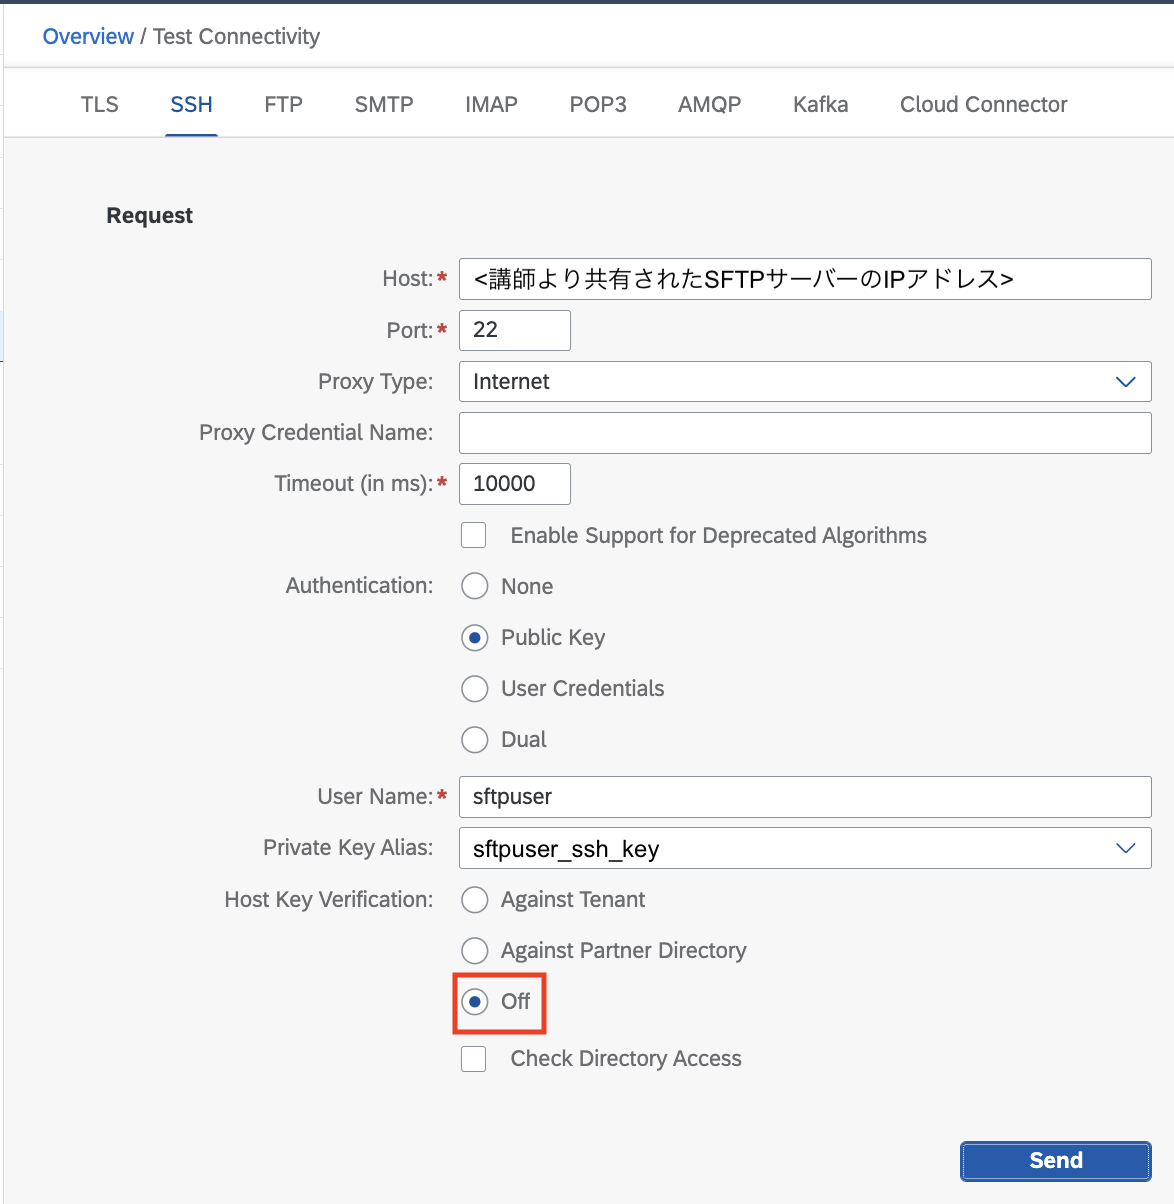 Overview / Test Connectivity
TLS SSH FTP SMTP IMAP POP3 AMQP Kafka Cloud Connector
Request
Host:* <講師より共有されたSFTPサーバーのIPアドレス>
Port:* 22
Proxy Type: Internet
Proxy Credential Name:
Timeout (in ms):* 10000
Enable Support for Deprecated Algorithms
Authentication: None
Public Key
User Credentials
Dual
User Name:* sftpuser
Private Key Alias: sftpuser_ssh_key
Host Key Verification: Against Tenant
Against Partner Directory
Off
Check Directory Access
Send